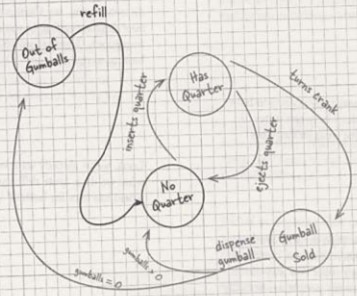 refill
Out of
Gumballs
Has
Quarter
turns crank
inserts quarter
ejects quarter
No
Quarter
Gumball
Sold
dispense
gumball
gumballs > 0
gumballs = 0